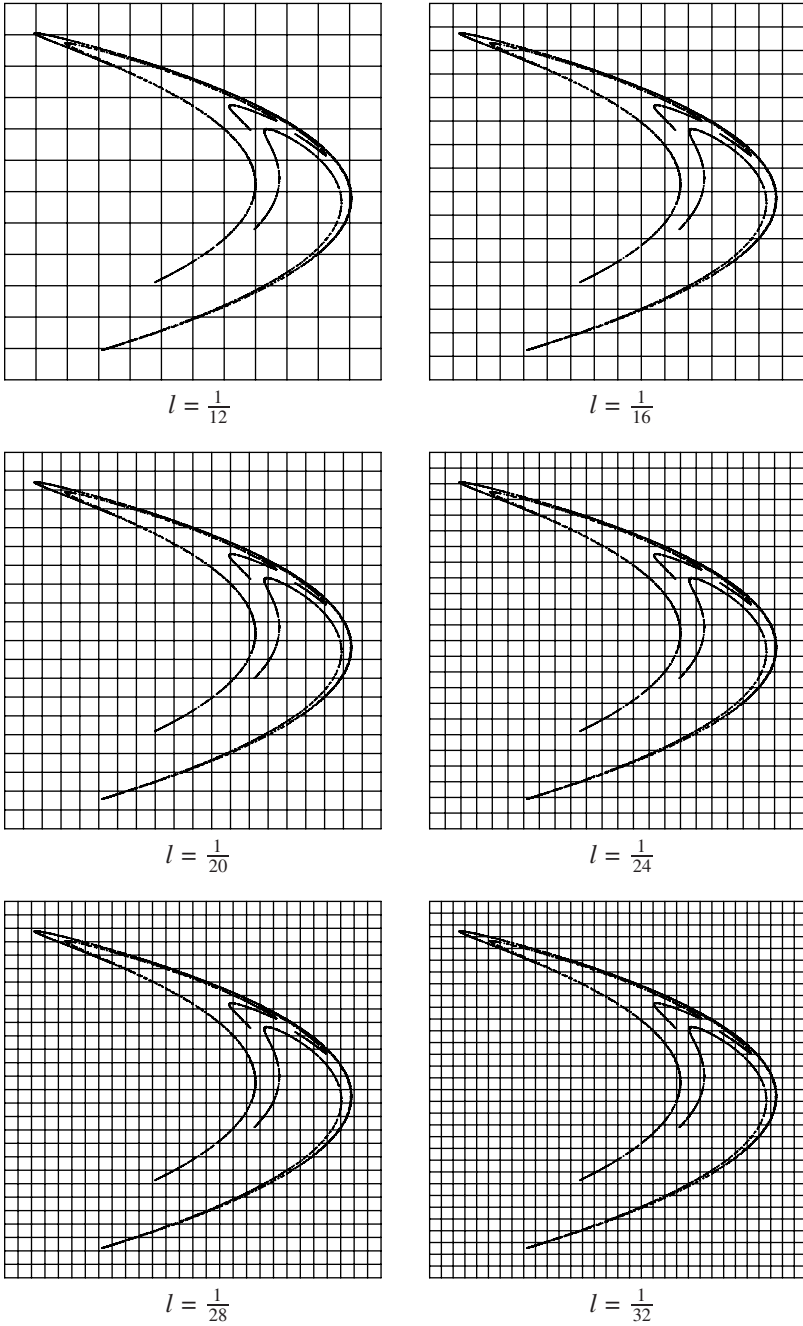 l = 1/12
l = 1/16
l = 1/20
l = 1/24
l = 1/28
l = 1/32